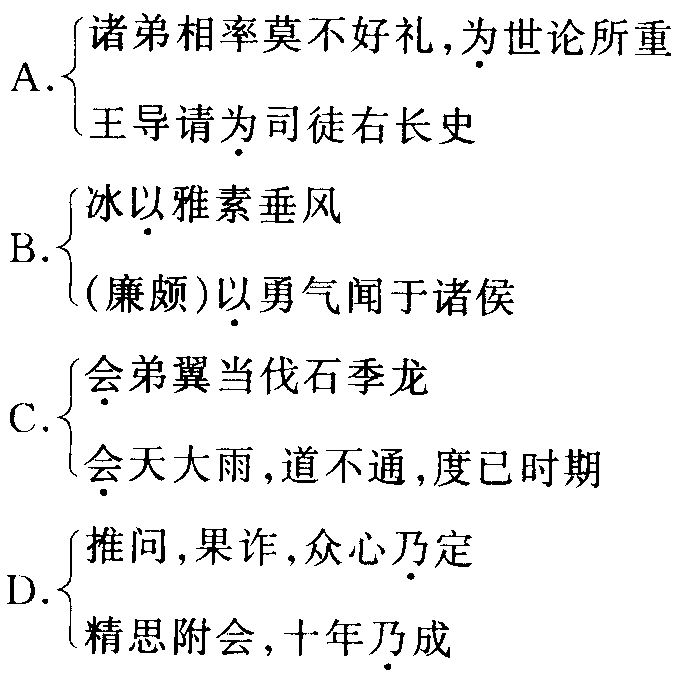 A.
诸弟相率莫不好礼,为世论所重
王导请为司徒右长史
B.
冰以雅素垂风
(廉颇)以勇气闻于诸侯
C.
会弟翼当伐石季龙
会天大雨,道不通,度已时期
D.
推问,果诈,众心乃定
精思附会,十年乃成